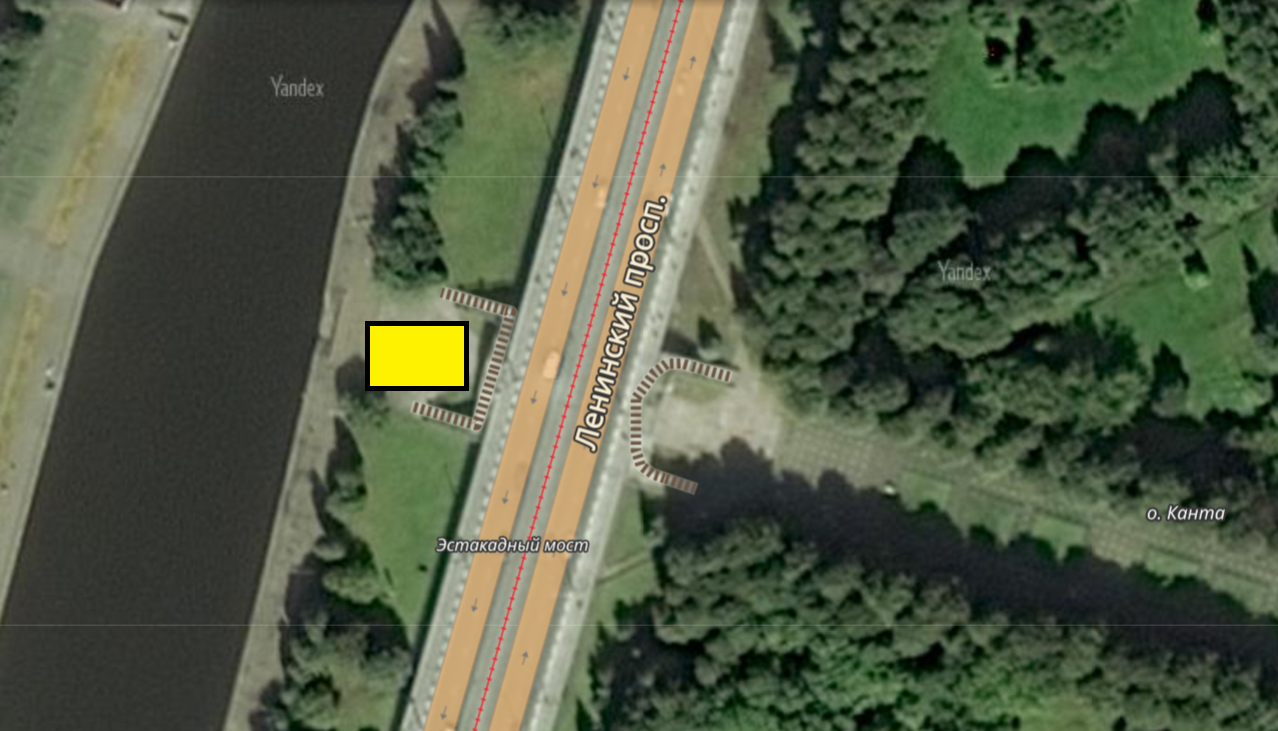 Yandex
Ленинский просп.
Yandex
о. Канта
Эстакадный мост